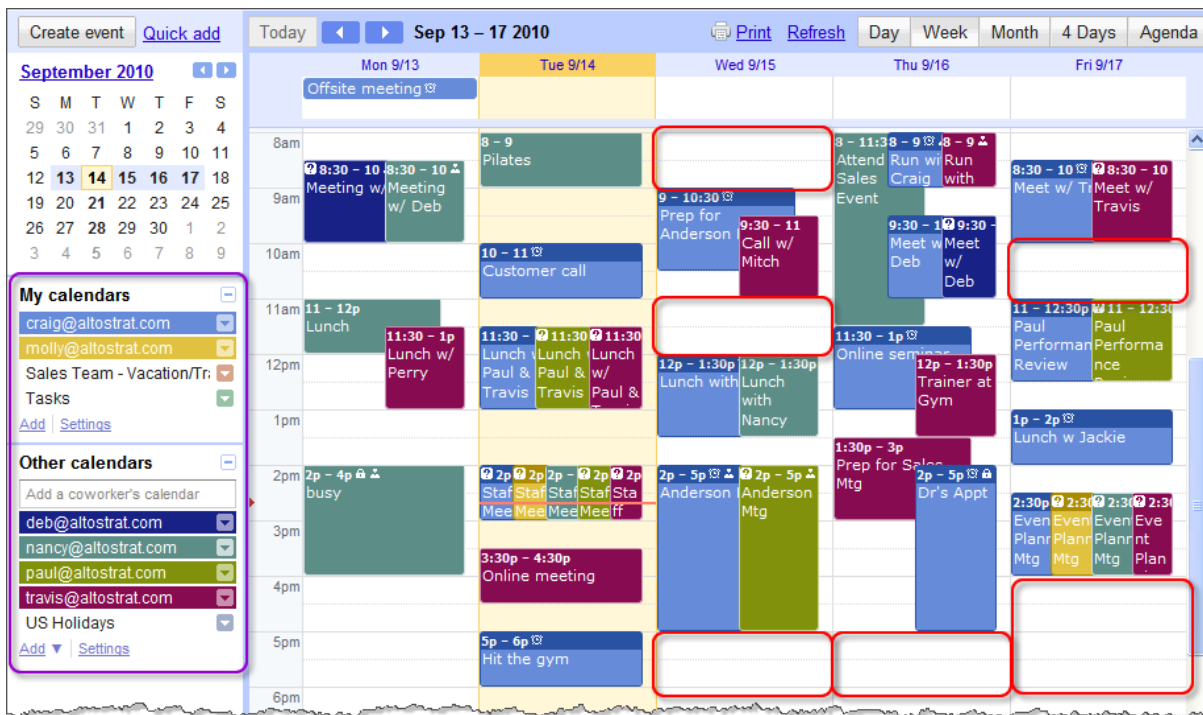 Create event Quick add
Today Sep 13 – 17 2010 Print Refresh Day Week Month 4 Days Agenda
September 2010
S M T W T F S
29 30 31 1 2 3 4
5 6 7 8 9 10 11
12 13 14 15 16 17 18
19 20 21 22 23 24 25
26 27 28 29 30 1 2
3 4 5 6 7 8 9
My calendars
craig@altostrat.com
molly@altostrat.com
Sales Team - Vacation/Tr
Tasks
Add Settings
Other calendars
Add a coworker's calendar
deb@altostrat.com
nancy@altostrat.com
paul@altostrat.com
travis@altostrat.com
US Holidays
Add ▼ Settings
Mon 9/13 Tue 9/14 Wed 9/15 Thu 9/16 Fri 9/17
Offsite meeting
8am
9am
10am
11am
12pm
1pm
2pm
3pm
4pm
5pm
6pm
8:30 – 10
Meeting w/
8:30 – 10
Meeting
w/ Deb
11 – 12p
Lunch
11:30 – 1p
Lunch w/
Perry
2p – 4p
busy
8 – 9
Pilates
10 – 11
Customer call
11:30 –
Lunch
Paul &
Travis
11:30
Lunch
Paul &
Travis
11:30
Lunch
w/
Paul &
2p
Staf
Mee
2p
Staf
Mee
2p –
Staf
Mee
2p
Staf
Mee
2p
Sta
ff
3:30p – 4:30p
Online meeting
5p – 6p
Hit the gym
9 – 10:30
Prep for
Anderson
9:30 – 11
Call w/
Mitch
12p – 1:30p
Lunch with
12p – 1:30p
Lunch
with
Nancy
2p – 5p
Anderson
2p – 5p
Anderson
Mtg
8 – 11:3
Attend
Sales
Event
8 – 9
Run wi
Craig
8 – 9
Run
with
9:30 – 1
Meet w
Deb
9:30 –
Meet
w/
Deb
11:30 – 1p
Online seminar
12p – 1:30p
Trainer at
Gym
1:30p – 3p
Prep for Sales
Mtg
2p – 5p
Dr's Appt
8:30 – 10
Meet w/ Tr
8:30 – 10
Meet w/
Travis
11 – 12:30p
Paul
Performan
Review
11 – 12:30
Paul
Performa
nce
1p – 2p
Lunch w Jackie
2:30p
Even
Plann
Mtg
2:30
Even
Plann
Mtg
2:30
Even
Plann
Mtg
2:30
Eve
nt
Plan